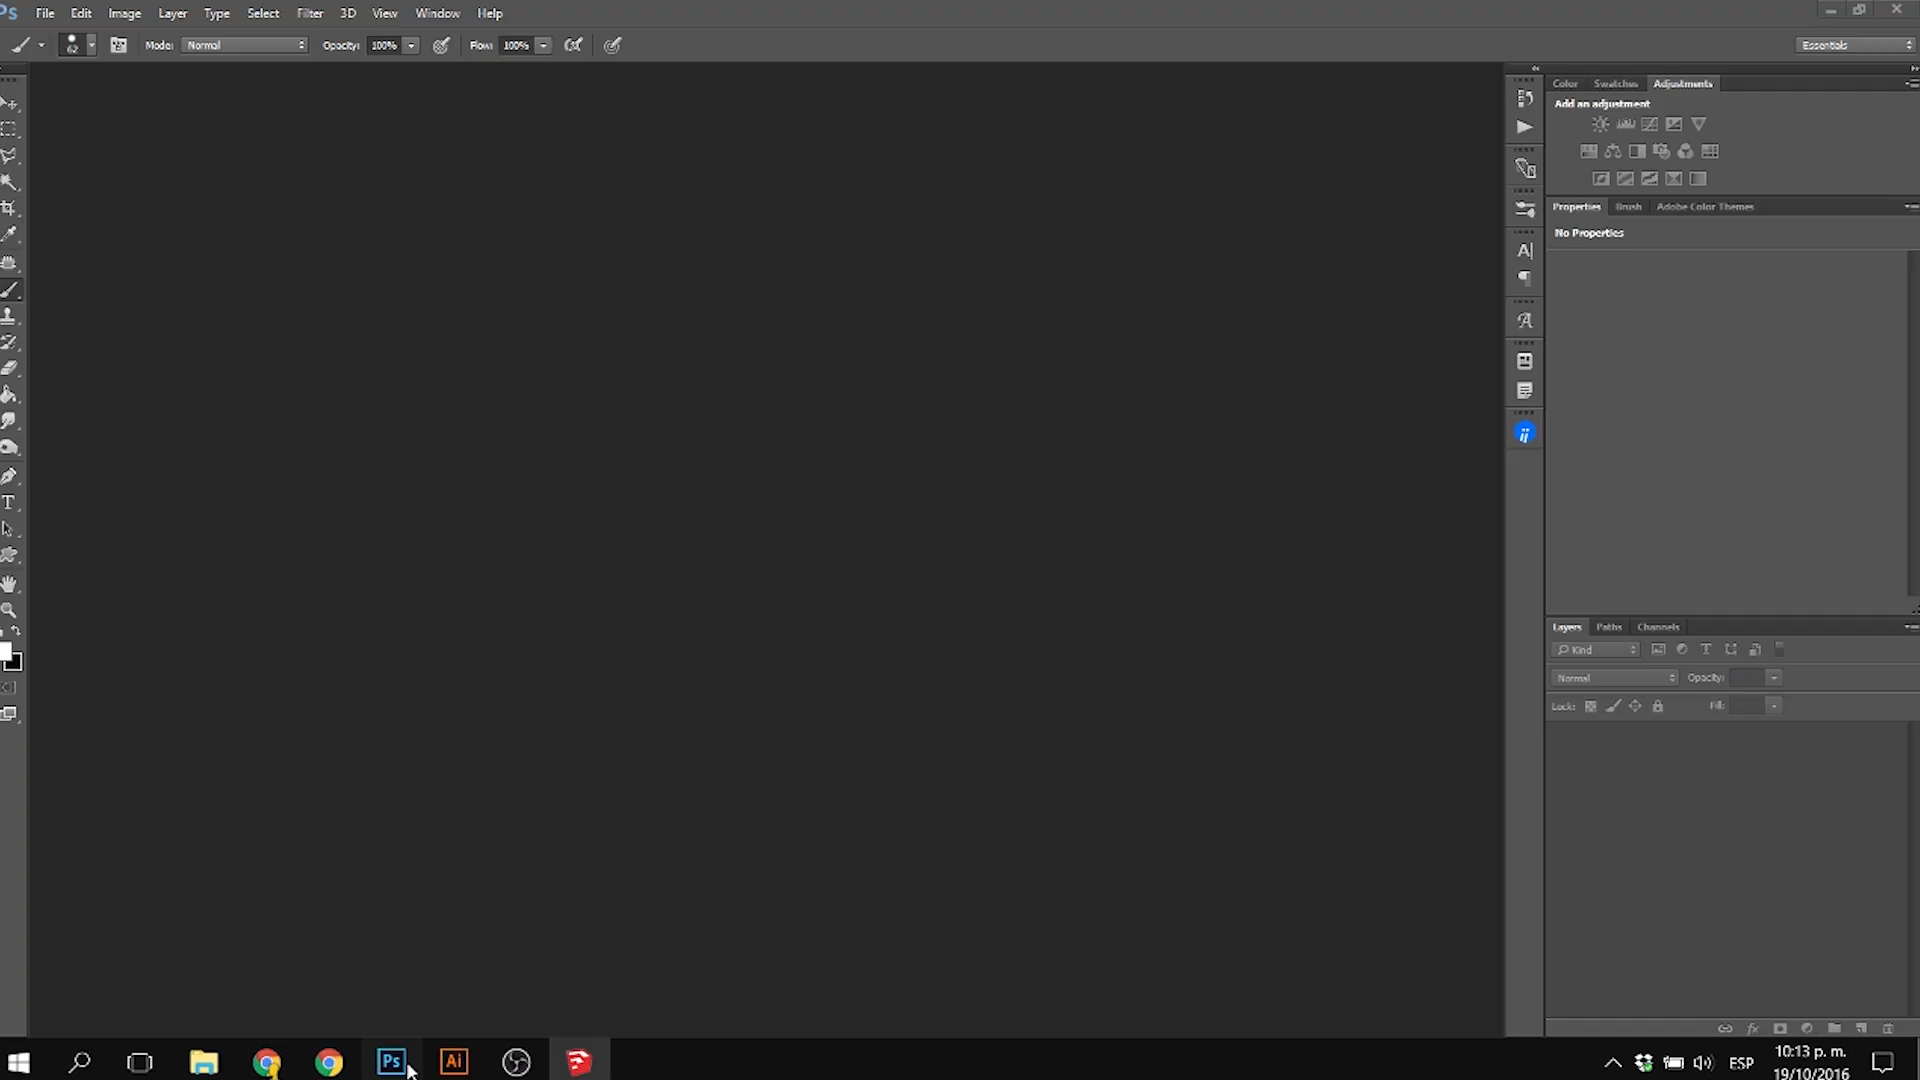 Ps File Edit Image Layer Type Select Filter 3D View Window Help
62 Mode: Normal Opacity: 100% Flow: 100% Essentials
Color Swatches Adjustments
Add an adjustment
Properties Brush Adobe Color Themes
No Properties
Layers Paths Channels
Kind
Normal Opacity:
Lock: Fill:
Ps Ai ESP 10:13 p. m.
19/10/2016